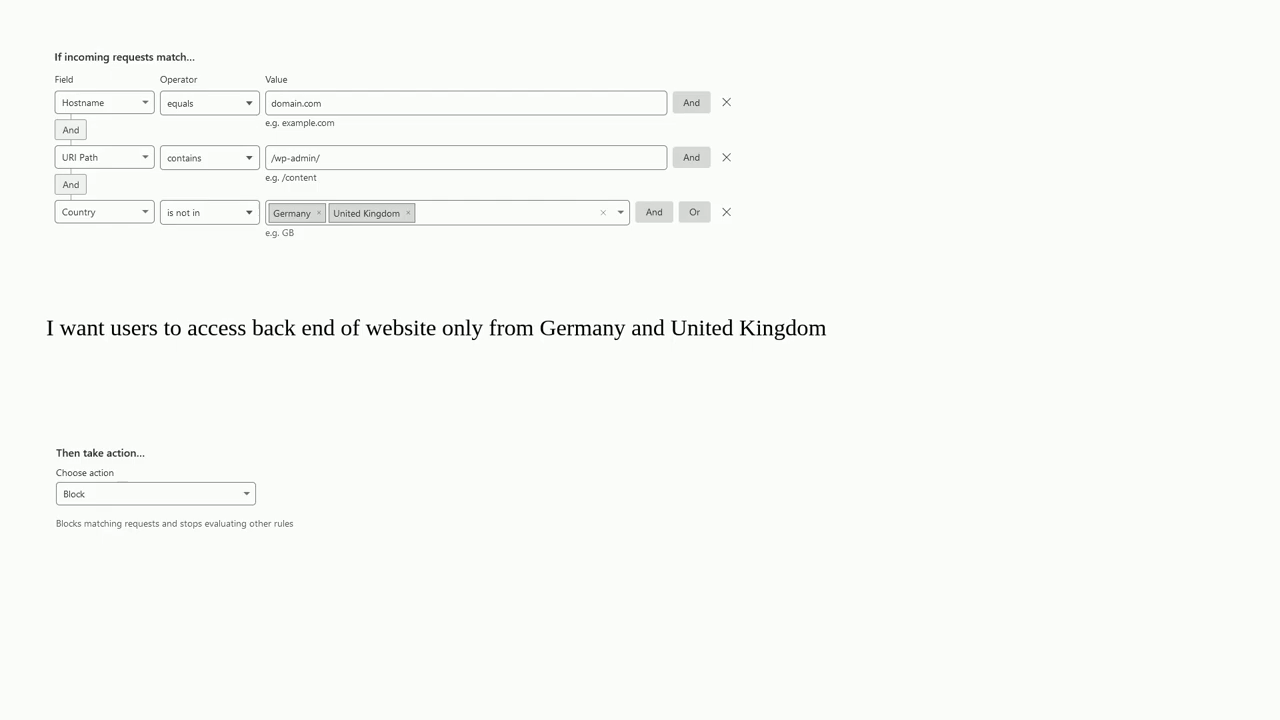 If incoming requests match...
Field Operator Value
Hostname equals domain.com And
And e.g. example.com
URI Path contains /wp-admin/ And
And e.g. /content
Country is not in Germany × United Kingdom × And Or
e.g. GB
I want users to access back end of website only from Germany and United Kingdom
Then take action...
Choose action
Block
Blocks matching requests and stops evaluating other rules